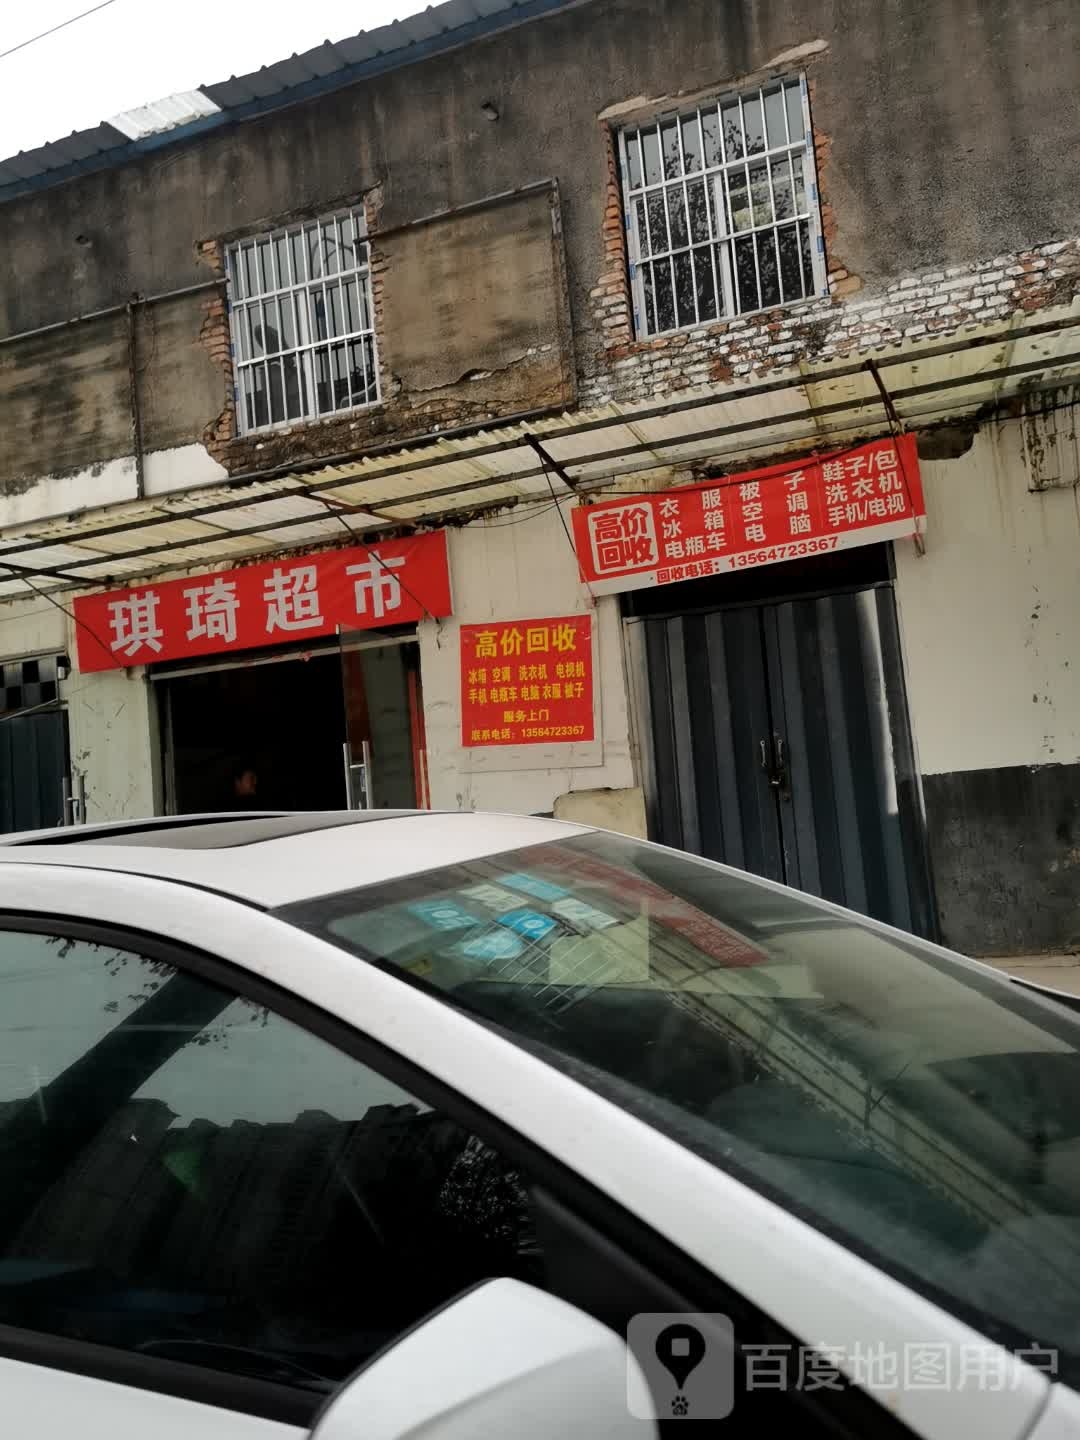 琪琦超市
高价回收
冰箱 空调 洗衣机 电视机
手机 电瓶车 电脑 衣服 被子
服务上门
联系电话：13564723367
高价
回收
衣服 被子 鞋子/包
冰箱 空调 洗衣机
电瓶车 电脑 手机/电视
回收电话：13564723367
百度地图用户